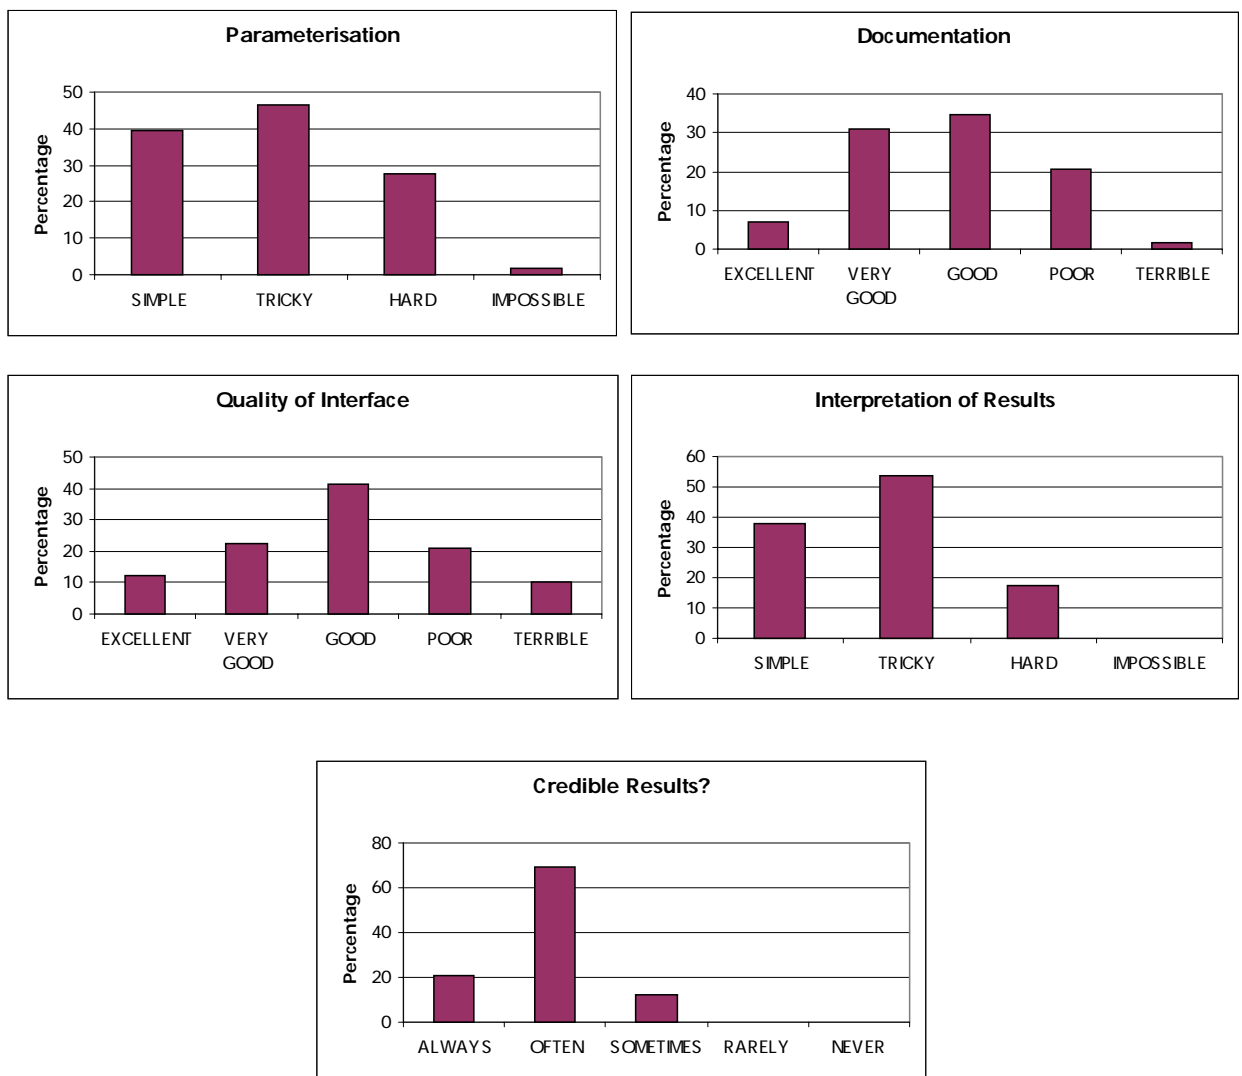 Parameterisation
Percentage
50
40
30
20
10
0
SIMPLE TRICKY HARD IMPOSSIBLE
Documentation
Percentage
40
30
20
10
0
EXCELLENT VERY GOOD POOR TERRIBLE
GOOD
Quality of Interface
Percentage
50
40
30
20
10
0
EXCELLENT VERY GOOD POOR TERRIBLE
GOOD
Interpretation of Results
Percentage
60
50
40
30
20
10
0
SIMPLE TRICKY HARD IMPOSSIBLE
Credible Results?
Percentage
80
60
40
20
0
ALWAYS OFTEN SOMETIMES RARELY NEVER